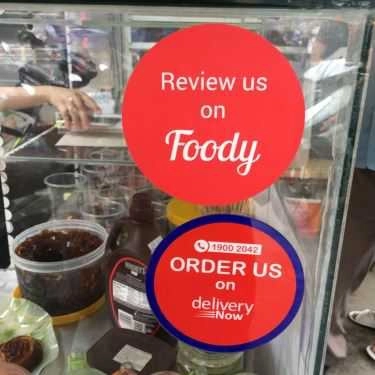 Review us
on
Foody
1900 2042
ORDER US
on
delivery
Now